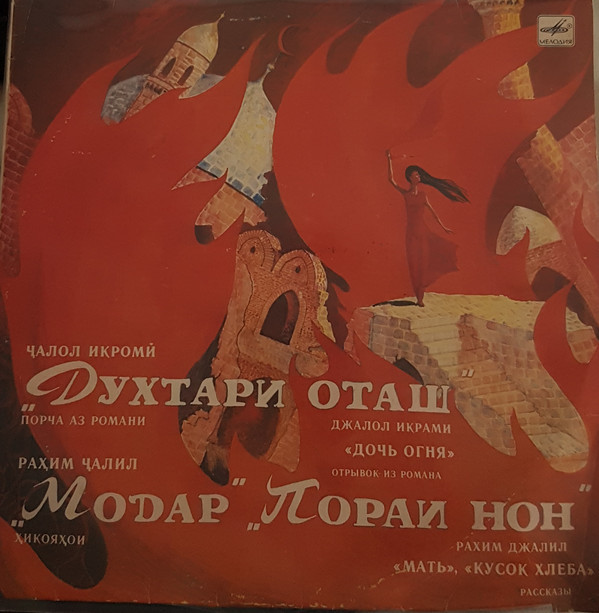 МЕЛОДИЯ
ҶАЛОЛ ИКРОМӢ
„ДУХТАРИ ОТАШ"
ПОРЧА АЗ РОМАНИ
ДЖАЛОЛ ИКРАМИ
«ДОЧЬ ОГНЯ»
ОТРЫВОК ИЗ РОМАНА
РАҲИМ ҶАЛИЛ
„МОДАР" „ПОРАИ НОН"
ҲИКОЯҲОИ
РАХИМ ДЖАЛИЛ
«МАТЬ», «КУСОК ХЛЕБА»
РАССКАЗЫ